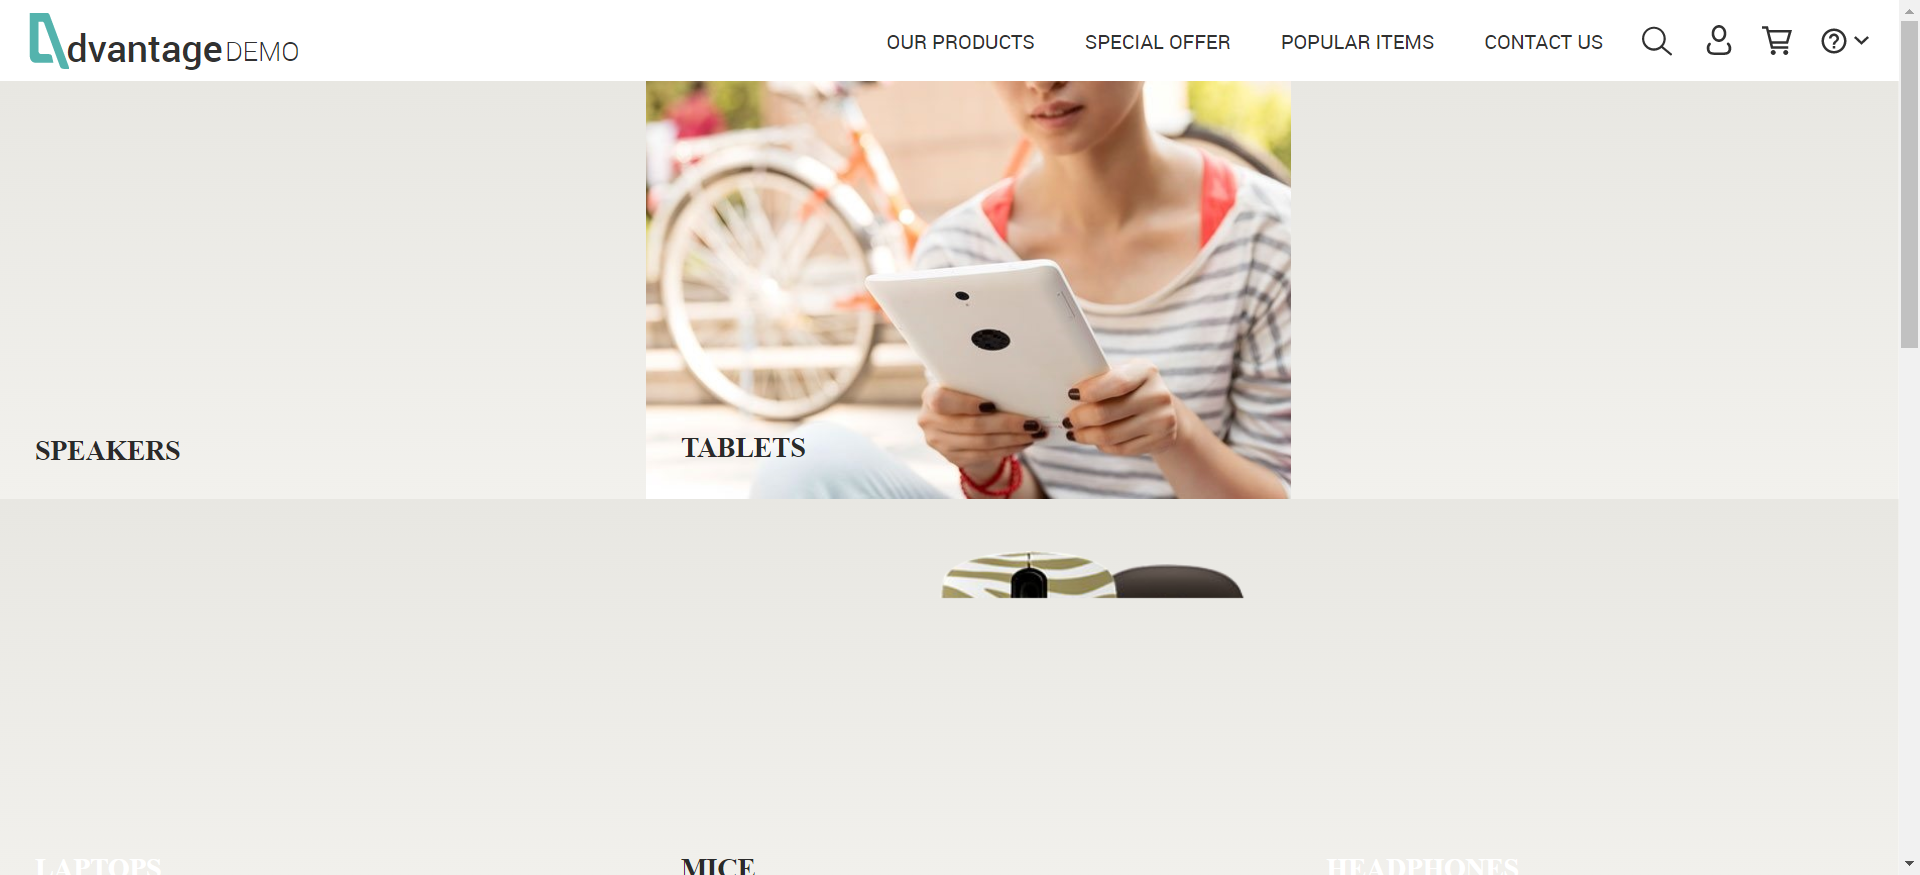 dvantage DEMO
OUR PRODUCTS SPECIAL OFFER POPULAR ITEMS CONTACT US
SPEAKERS
TABLETS
LAPTOPS
MICE
HEADPHONES